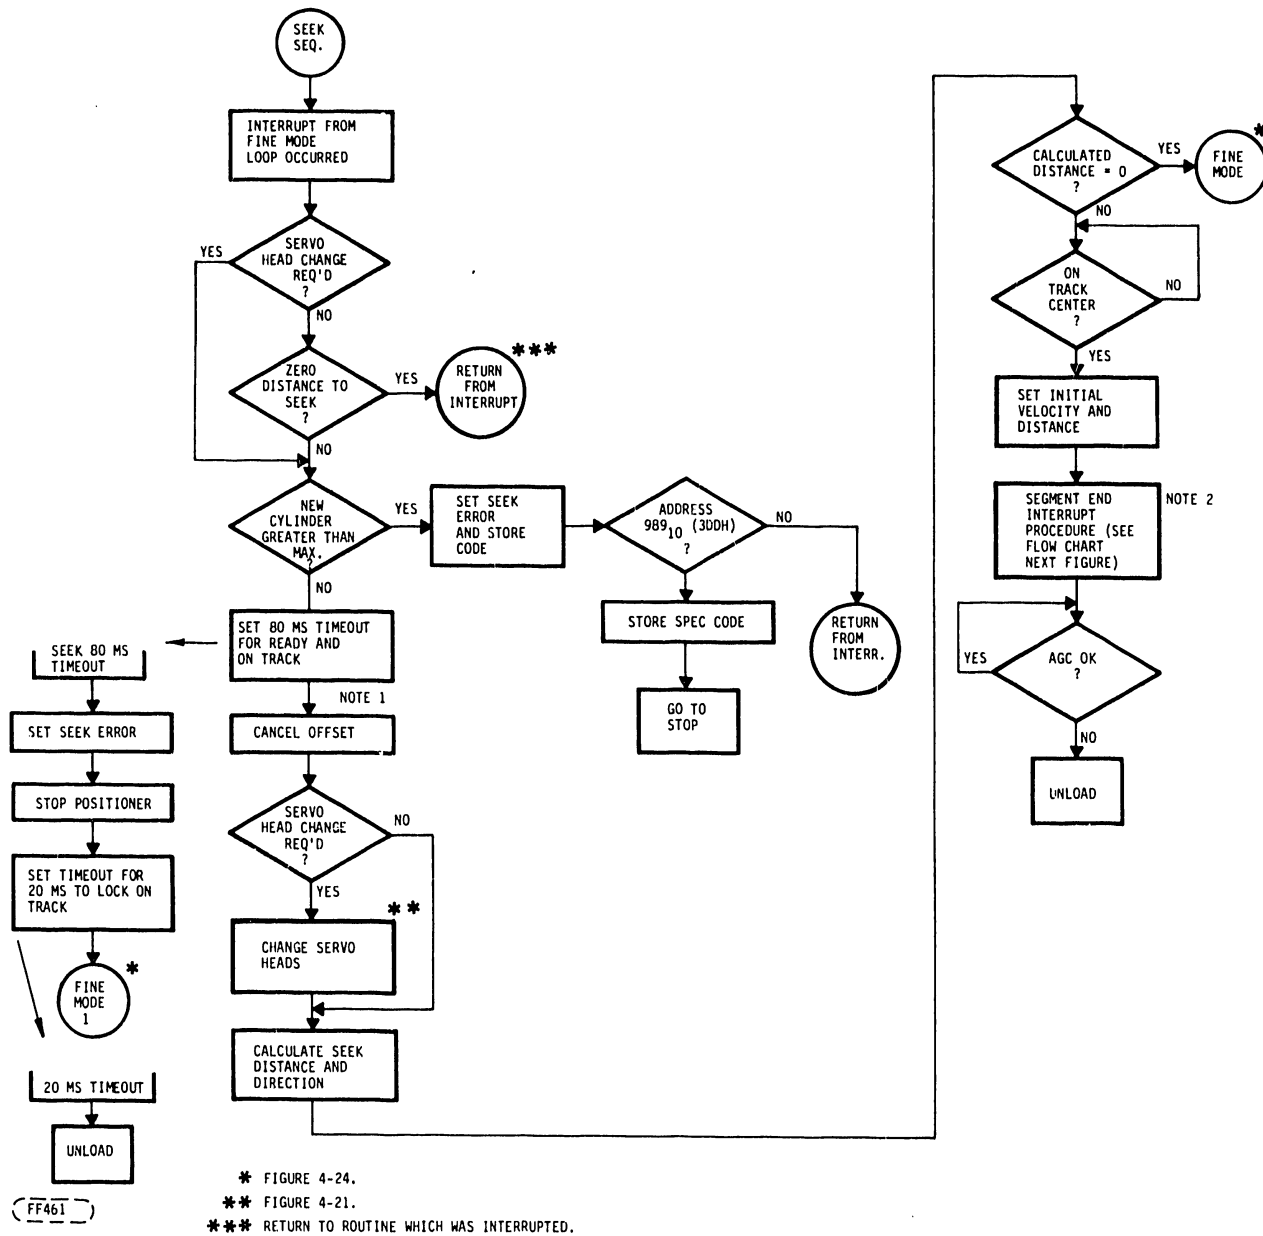 SEEK
SEQ.
INTERRUPT FROM
FINE MODE
LOOP OCCURRED
YES
SERVO
HEAD CHANGE
REQ'D
?
NO
ZERO
DISTANCE TO
SEEK
?
YES
RETURN
FROM
INTERRUPT
***
NO
NEW
CYLINDER
GREATER THAN
MAX.
?
YES
SET SEEK
ERROR
AND STORE
CODE
ADDRESS
989₁₀ (3DDH)
?
NO
RETURN
FROM
INTERR.
STORE SPEC CODE
GO TO
STOP
NO
SET 80 MS TIMEOUT
FOR READY AND
ON TRACK
NOTE 1
CANCEL OFFSET
SERVO
HEAD CHANGE
REQ'D
?
NO
YES
**
CHANGE SERVO
HEADS
CALCULATE SEEK
DISTANCE AND
DIRECTION
SEEK 80 MS
TIMEOUT
SET SEEK ERROR
STOP POSITIONER
SET TIMEOUT FOR
20 MS TO LOCK ON
TRACK
*
FINE
MODE
1
20 MS TIMEOUT
UNLOAD
CALCULATED
DISTANCE = 0
?
YES
*
FINE
MODE
NO
ON
TRACK
CENTER
?
NO
YES
SET INITIAL
VELOCITY AND
DISTANCE
SEGMENT END
INTERRUPT
PROCEDURE (SEE
FLOW CHART
NEXT FIGURE)
NOTE 2
AGC OK
?
YES
NO
UNLOAD
* FIGURE 4-24.
** FIGURE 4-21.
*** RETURN TO ROUTINE WHICH WAS INTERRUPTED.
FF461